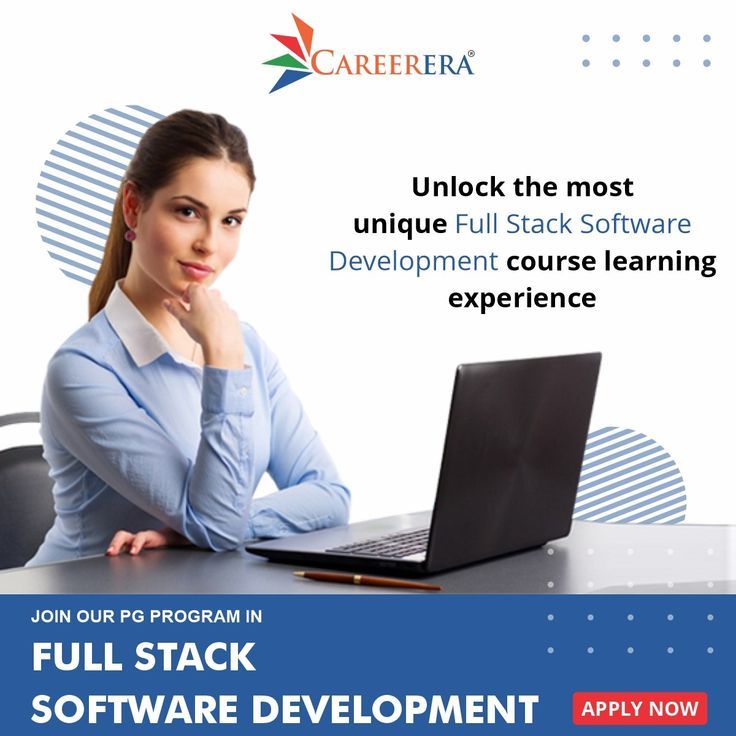 CAREERERA®
Unlock the most
unique Full Stack Software
Development course learning
experience
JOIN OUR PG PROGRAM IN
FULL STACK
SOFTWARE DEVELOPMENT
APPLY NOW